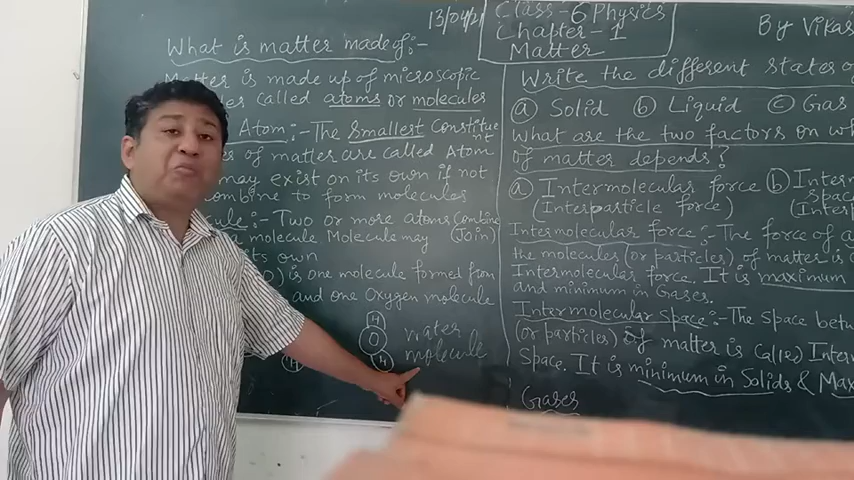 13/04/21
Class-6 Physics
Chapter-1
Matter
By Vikas
What is matter made of:-
Matter is made up of microscopic
called atoms or molecules
Atom:- The smallest Constitue
nt
of matter are called Atom
may exist on its own if not
combine to form molecules
:- Two or more atoms Combine
(Join)
a molecule. Molecule may
its own
O) is one molecule formed from
and one Oxygen molecule
H
O
H
H
water
molecule
Write the different states of
(a) Solid (b) Liquid (c) Gas
What are the two factors on wh
of matter depends?
(a) Intermolecular force (b) Interm
(Interparticle force)
Space
(Interp
Intermolecular force:- The force of a
the molecules (or particles) of matter is c
Intermolecular force. It is maximum
and minimum in Gases.
Intermolecular space:- The space betw
(or particles) of matter is called Inter
Space. It is minimum in Solids & Max
Gases